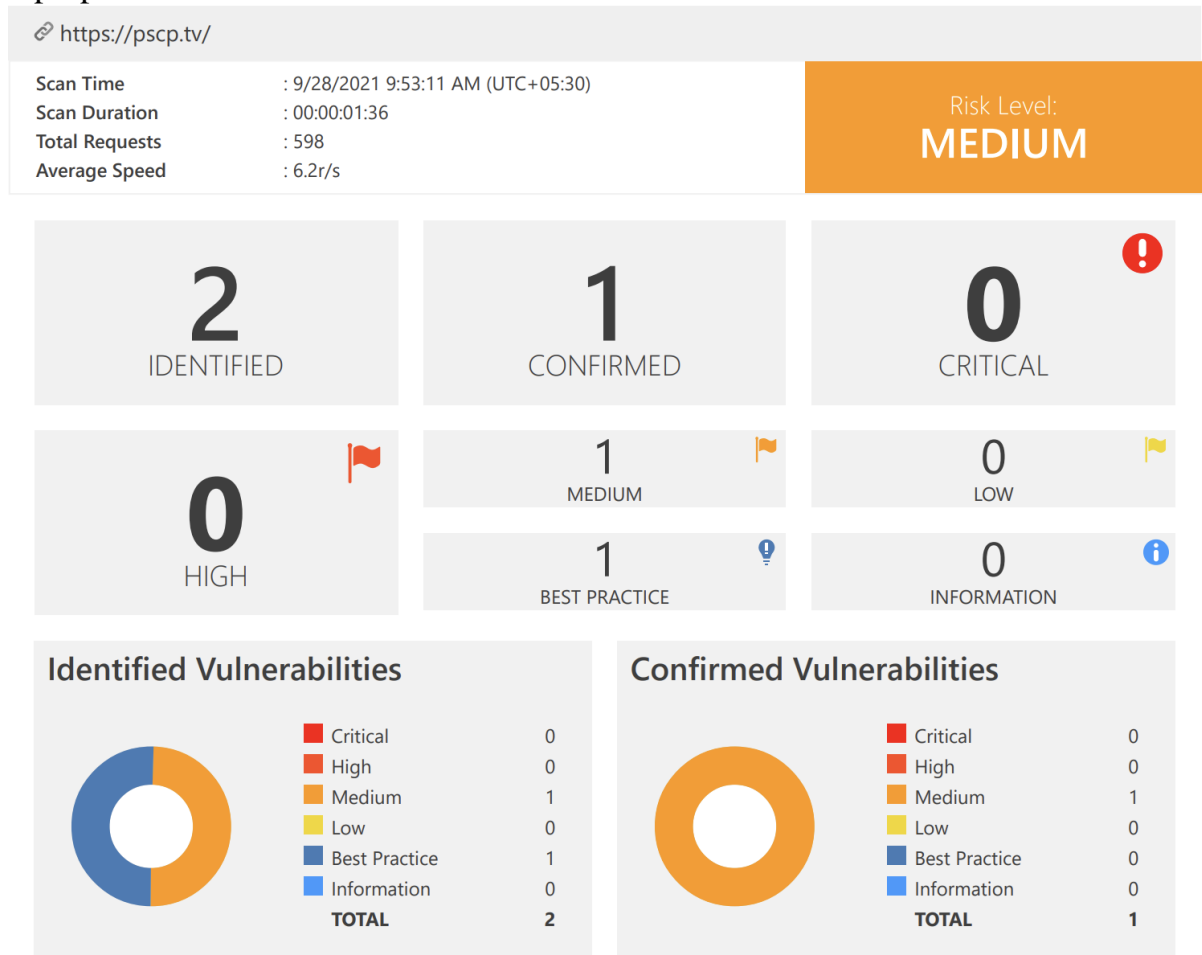 https://pscp.tv/
Scan Time : 9/28/2021 9:53:11 AM (UTC+05:30)
Scan Duration : 00:00:01:36
Total Requests : 598
Average Speed : 6.2r/s
Risk Level:
MEDIUM
2
IDENTIFIED
1
CONFIRMED
0
CRITICAL
0
HIGH
1
MEDIUM
0
LOW
1
BEST PRACTICE
0
INFORMATION
Identified Vulnerabilities
Critical 0
High 0
Medium 1
Low 0
Best Practice 1
Information 0
TOTAL 2
Confirmed Vulnerabilities
Critical 0
High 0
Medium 1
Low 0
Best Practice 0
Information 0
TOTAL 1